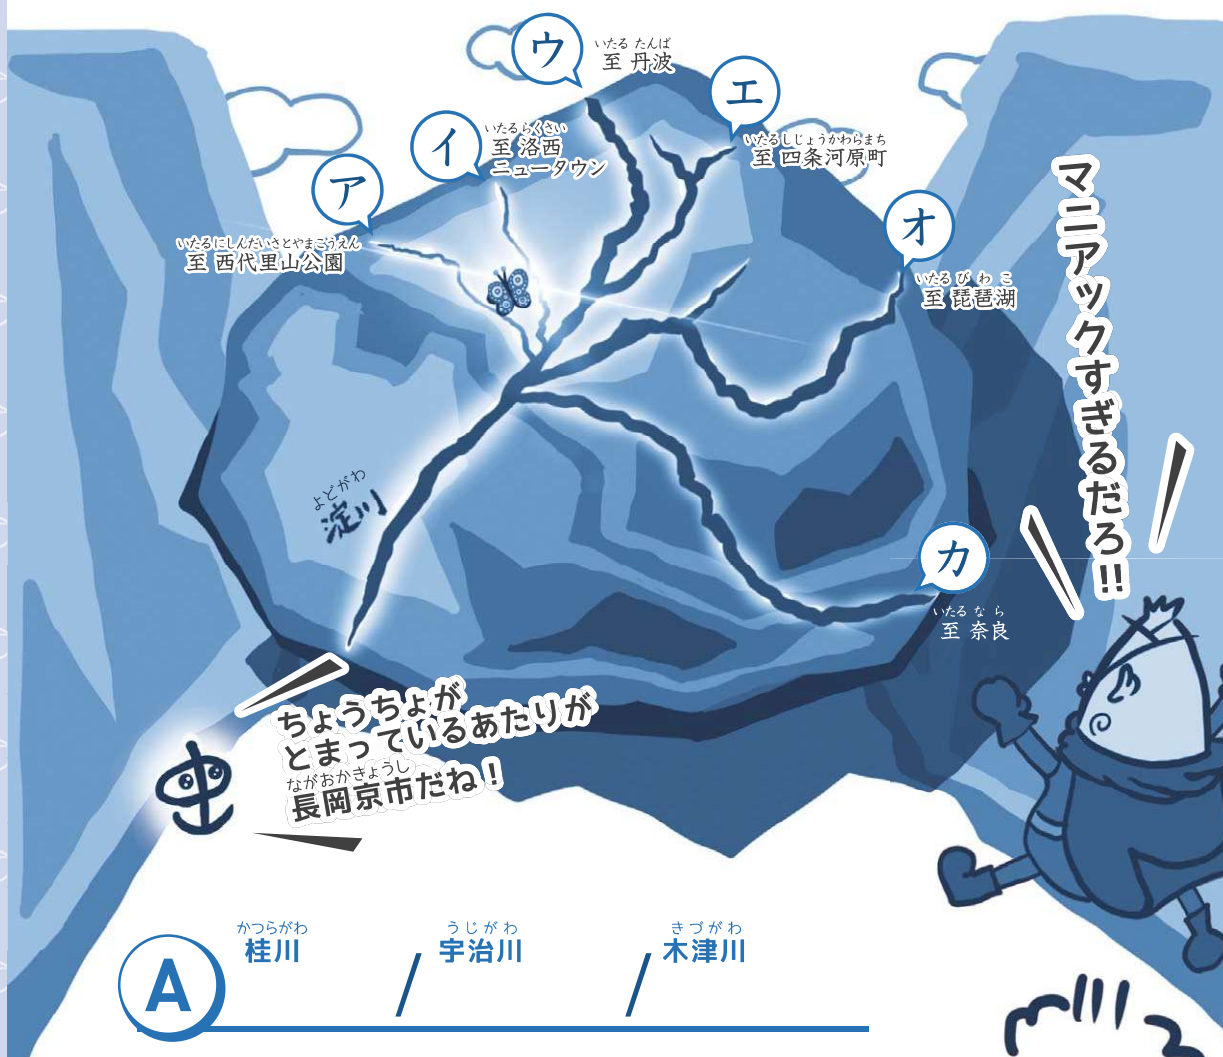 ウ
いたる たんば
至 丹波
エ
いたるしじょうかわらまち
至 四条河原町
イ
いたるらくさい
至 洛西
ニュータウン
ア
いたるにしんだいさとやまこうえん
至 西代里山公園
オ
いたる びわこ
至 琵琶湖
マニアックすぎるだろ!!
よどがわ
淀川
カ
いたる なら
至 奈良
ちょうちょが
とまっているあたりが
ながおかきょうし
長岡京市だね！
A
かつらがわ
桂川
/
うじがわ
宇治川
/
きづがわ
木津川